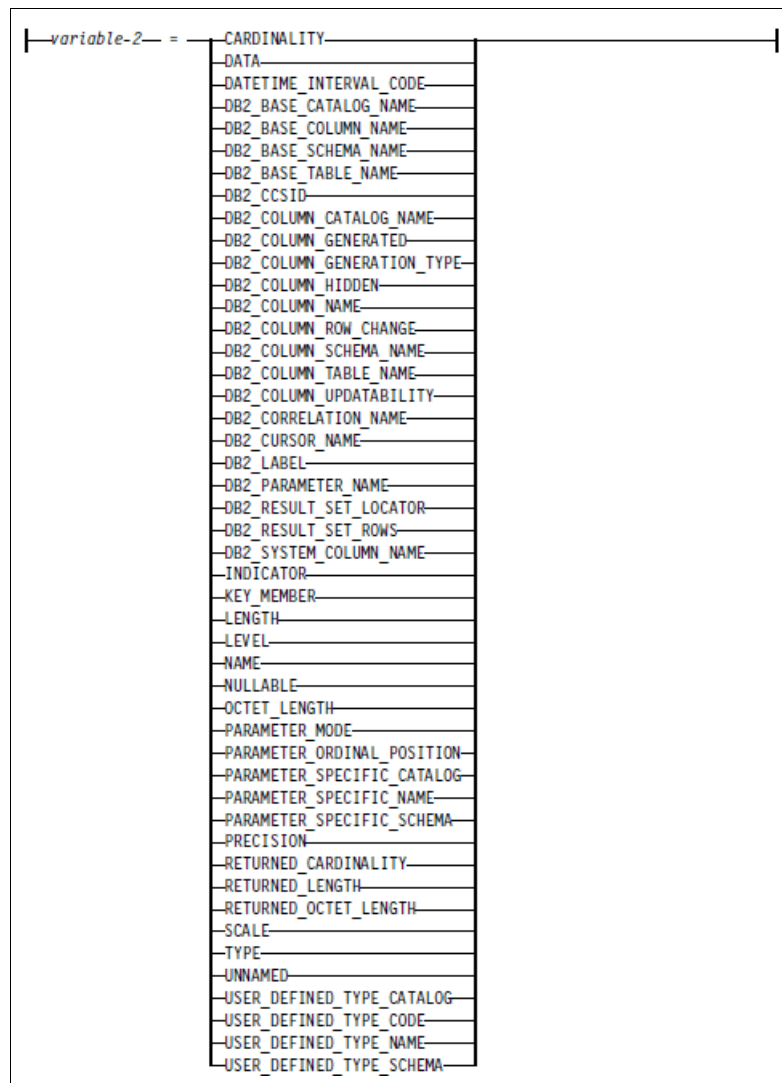 variable-2 = CARDINALITY
DATA
DATETIME_INTERVAL_CODE
DB2_BASE_CATALOG_NAME
DB2_BASE_COLUMN_NAME
DB2_BASE_SCHEMA_NAME
DB2_BASE_TABLE_NAME
DB2_CCSID
DB2_COLUMN_CATALOG_NAME
DB2_COLUMN_GENERATED
DB2_COLUMN_GENERATION_TYPE
DB2_COLUMN_HIDDEN
DB2_COLUMN_NAME
DB2_COLUMN_ROW_CHANGE
DB2_COLUMN_SCHEMA_NAME
DB2_COLUMN_TABLE_NAME
DB2_COLUMN_UPDATABILITY
DB2_CORRELATION_NAME
DB2_CURSOR_NAME
DB2_LABEL
DB2_PARAMETER_NAME
DB2_RESULT_SET_LOCATOR
DB2_RESULT_SET_ROWS
DB2_SYSTEM_COLUMN_NAME
INDICATOR
KEY_MEMBER
LENGTH
LEVEL
NAME
NULLABLE
OCTET_LENGTH
PARAMETER_MODE
PARAMETER_ORDINAL_POSITION
PARAMETER_SPECIFIC_CATALOG
PARAMETER_SPECIFIC_NAME
PARAMETER_SPECIFIC_SCHEMA
PRECISION
RETURNED_CARDINALITY
RETURNED_LENGTH
RETURNED_OCTET_LENGTH
SCALE
TYPE
UNNAMED
USER_DEFINED_TYPE_CATALOG
USER_DEFINED_TYPE_CODE
USER_DEFINED_TYPE_NAME
USER_DEFINED_TYPE_SCHEMA